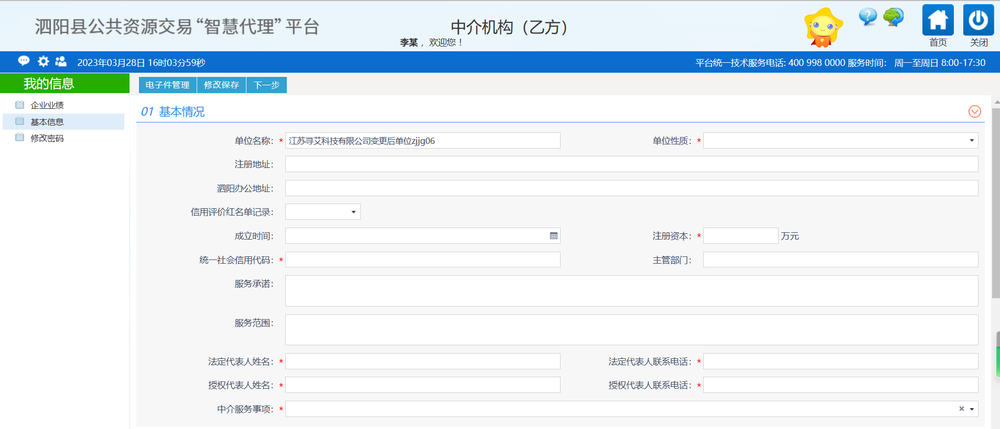 泗阳县公共资源交易“智慧代理”平台
中介机构（乙方）
李某，欢迎您！
首页
关闭
2023年03月28日 16时03分59秒
平台统一技术服务电话: 400 998 0000 服务时间： 周一至周日 8:00-17:30
我的信息
企业业绩
基本信息
修改密码
电子件管理 修改保存 下一步
01 基本情况
单位名称：* 江苏寻艾科技有限公司变更后单位zjjg06 单位性质：*
注册地址：
泗阳办公地址：
信用评价红名单记录：
成立时间： 注册资本：* 万元
统一社会信用代码：* 主管部门：
服务承诺：
服务范围：
法定代表人姓名：* 法定代表人联系电话：*
授权代表人姓名：* 授权代表人联系电话：*
中介服务事项：*